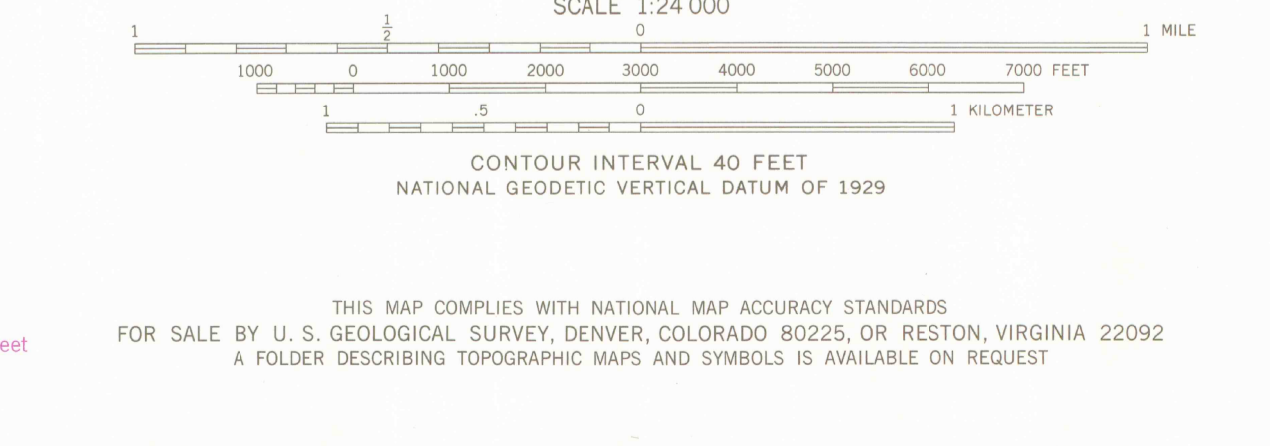 SCALE 1:24 000
1 ½ 0 1 MILE
1000 0 1000 2000 3000 4000 5000 6000 7000 FEET
1 .5 0 1 KILOMETER
CONTOUR INTERVAL 40 FEET
NATIONAL GEODETIC VERTICAL DATUM OF 1929
THIS MAP COMPLIES WITH NATIONAL MAP ACCURACY STANDARDS
FOR SALE BY U. S. GEOLOGICAL SURVEY, DENVER, COLORADO 80225, OR RESTON, VIRGINIA 22092
eet
A FOLDER DESCRIBING TOPOGRAPHIC MAPS AND SYMBOLS IS AVAILABLE ON REQUEST